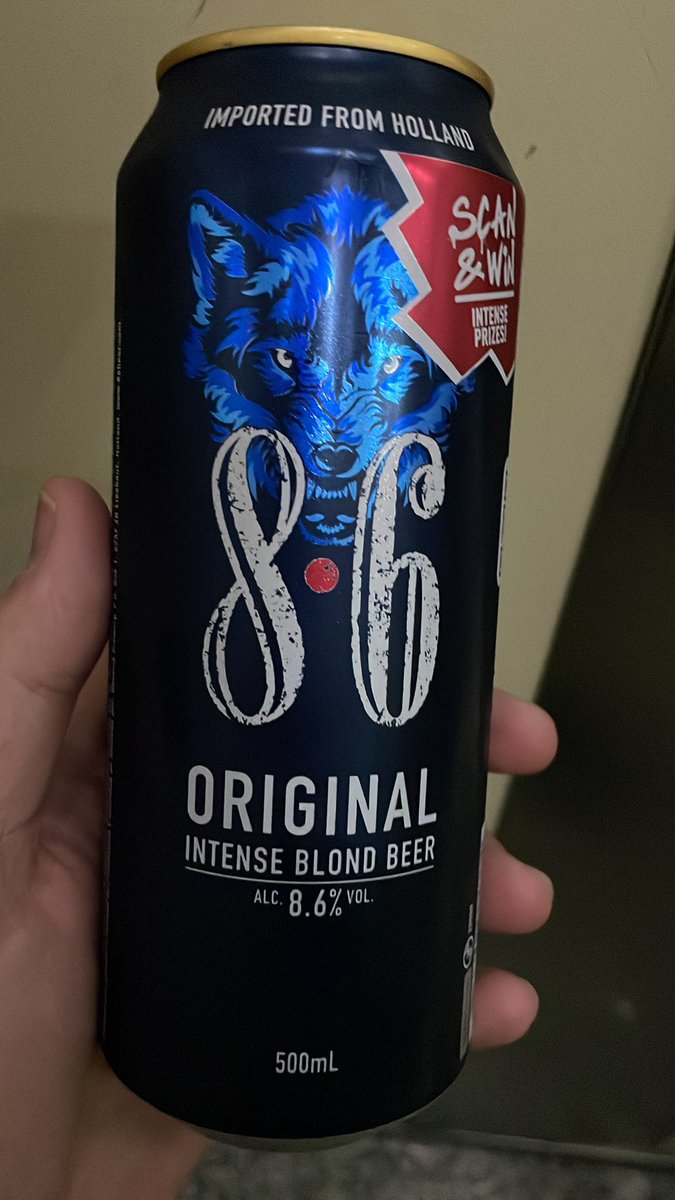 IMPORTED FROM HOLLAND
SCAN
& WiN
INTENSE
PRIZES!
8.6
ORIGINAL
INTENSE BLOND BEER
ALC. 8.6% VOL.
500mL